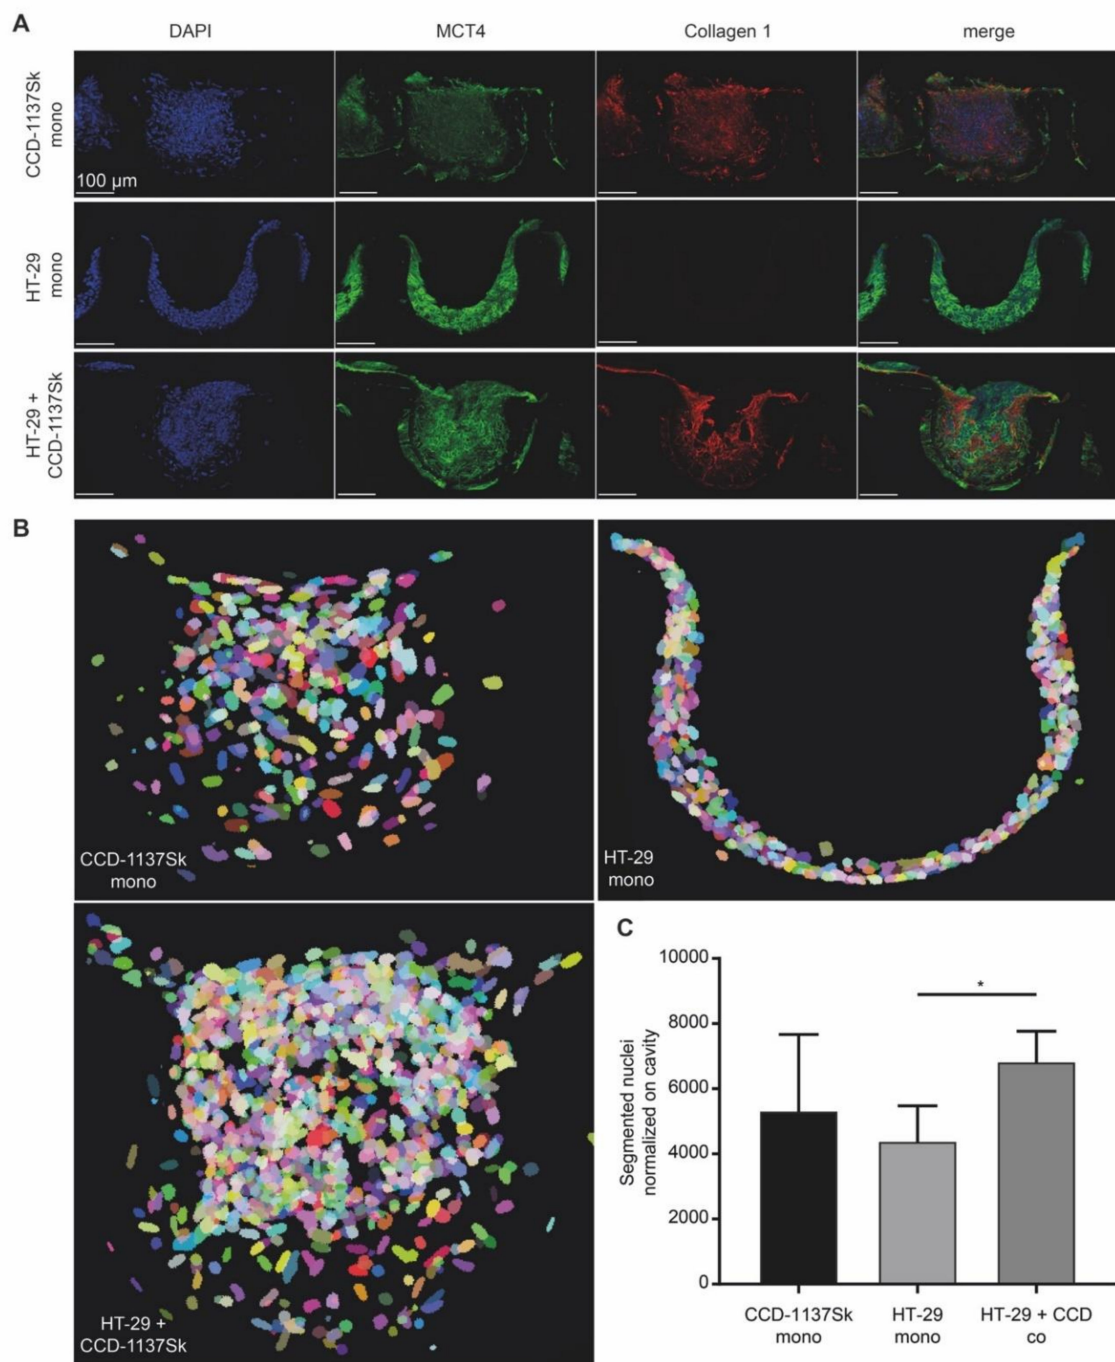 A
DAPI
MCT4
Collagen 1
merge
CCD-1137Sk
mono
100 µm
HT-29
mono
HT-29 +
CCD-1137Sk
B
CCD-1137Sk
mono
HT-29
mono
HT-29 +
CCD-1137Sk
C
Segmented nuclei
normalized on cavity
10000
8000
6000
4000
2000
0
*
CCD-1137Sk
mono
HT-29
mono
HT-29 + CCD
co